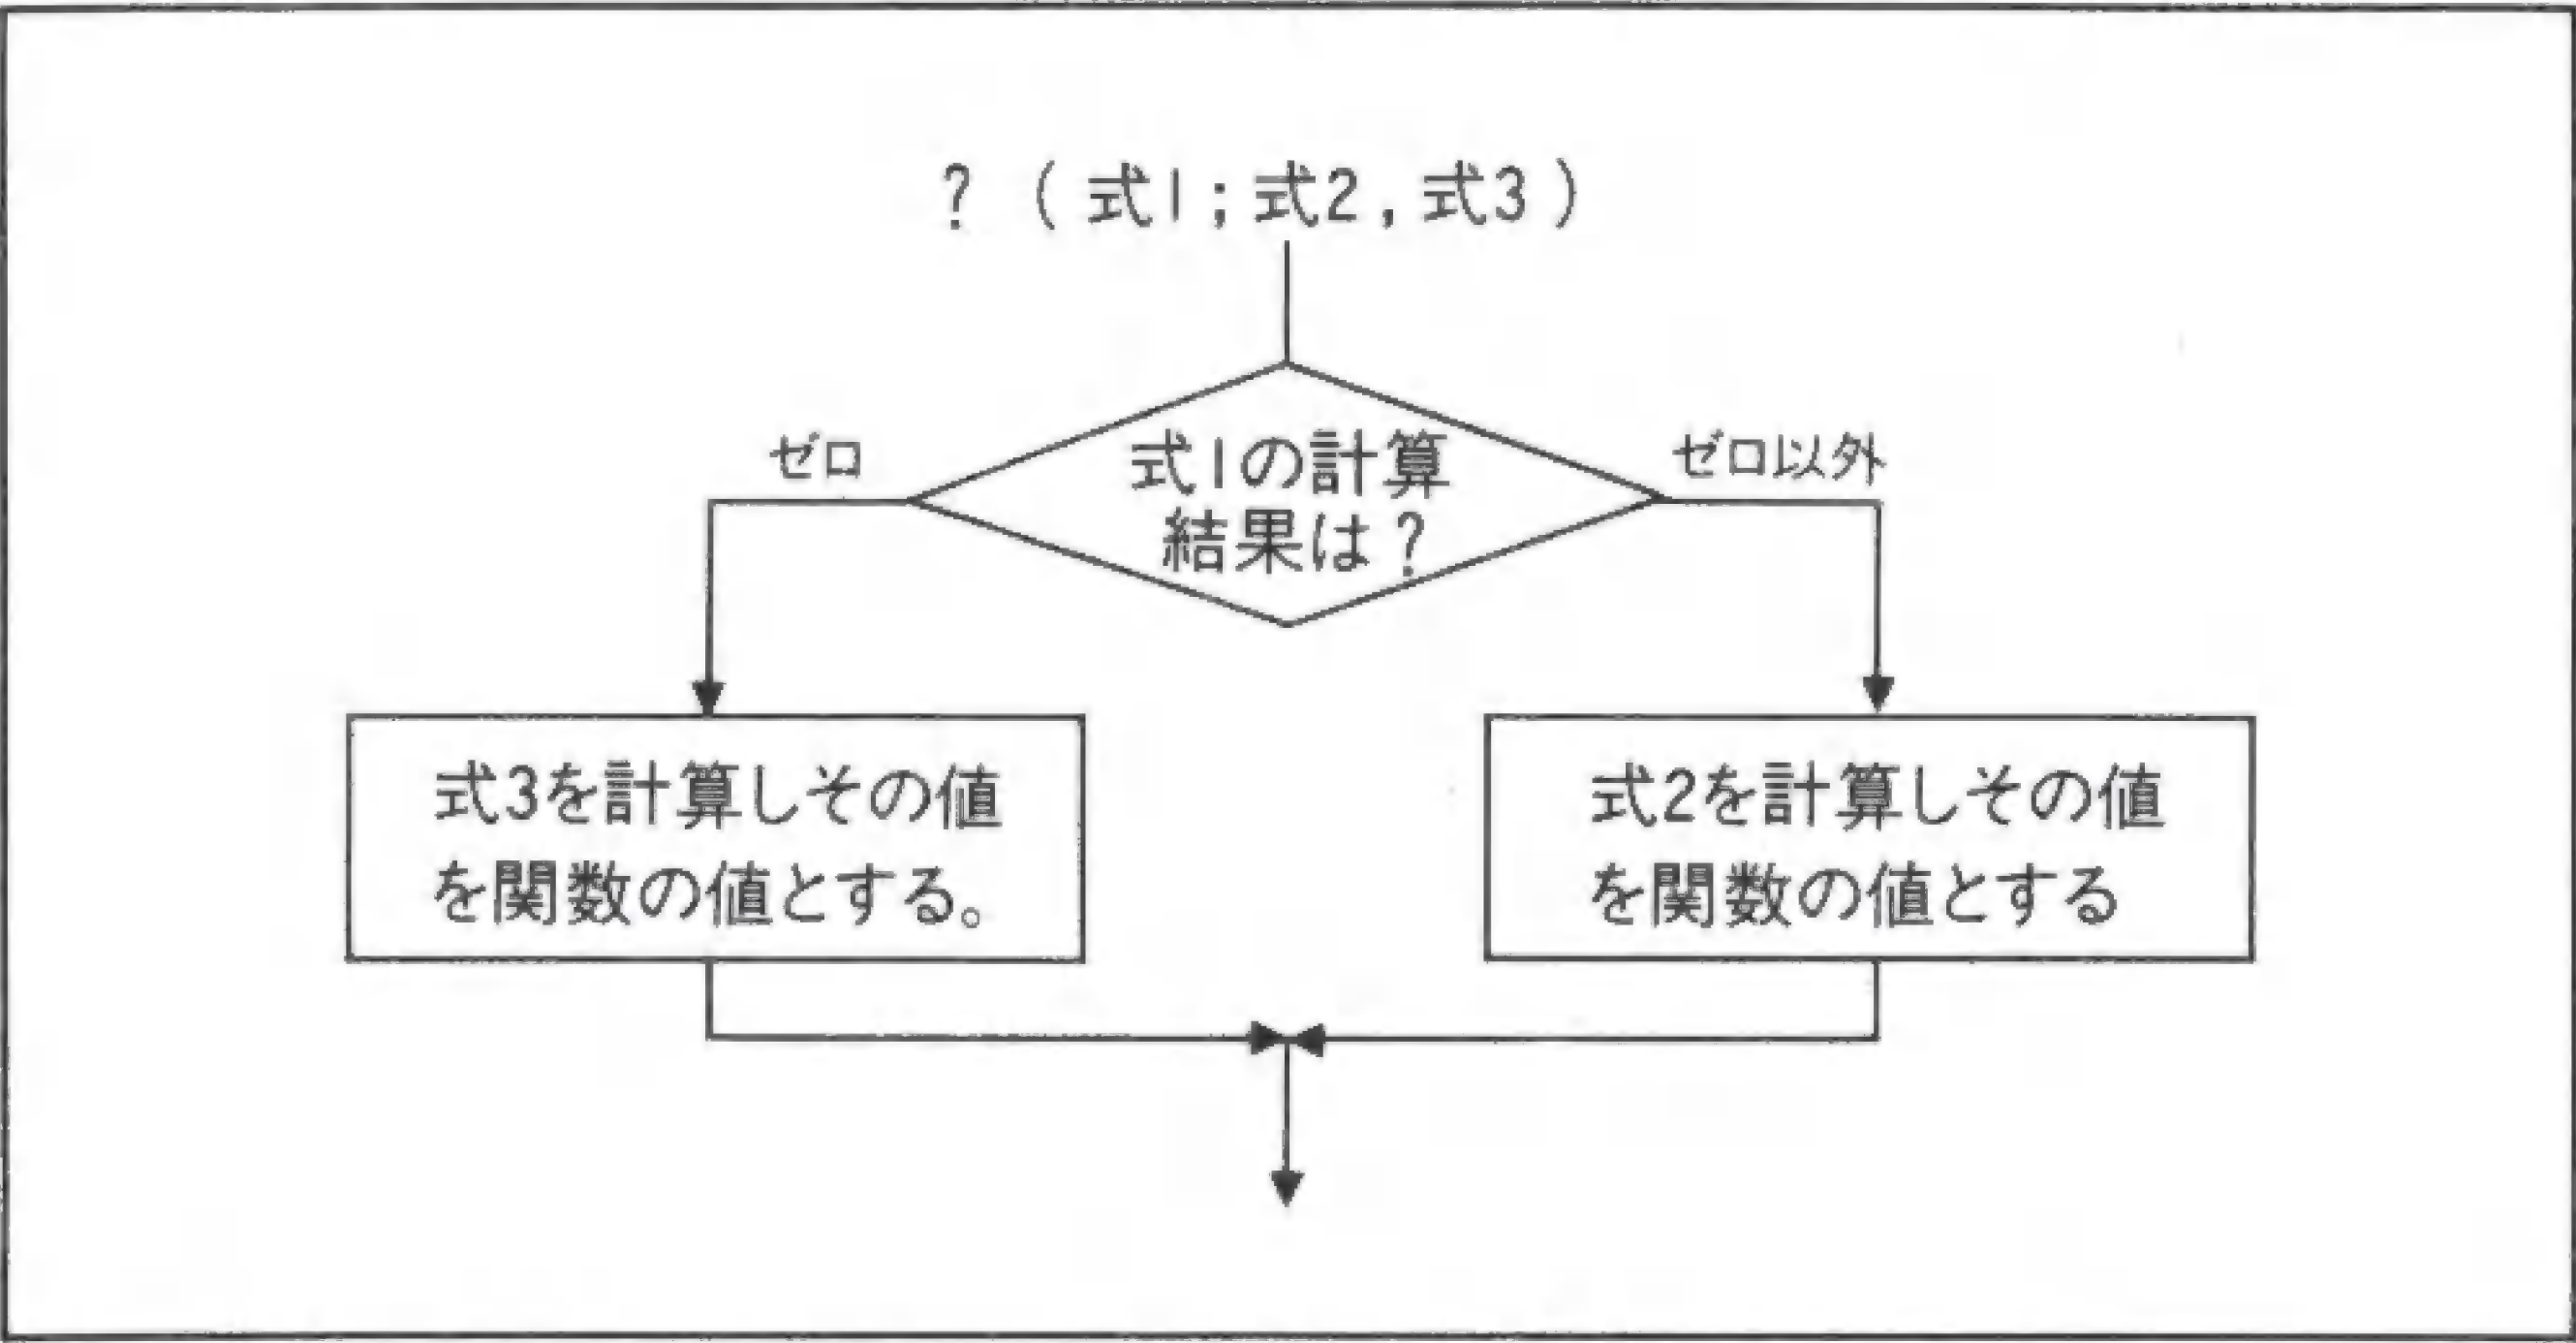 ? ( 式1 ; 式2 , 式3 )
ゼロ
式1の計算
結果は?
ゼロ以外
式3を計算しその値
を関数の値とする。
式2を計算しその値
を関数の値とする